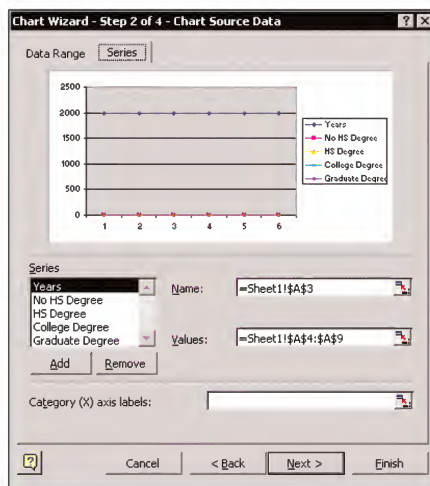 Chart Wizard - Step 2 of 4 - Chart Source Data ? ×
Data Range Series
2500
2000
1500
1000
500
0
1 2 3 4 5 6
Years
No HS Degree
HS Degree
College Degree
Graduate Degree
Series
Years
No HS Degree
HS Degree
College Degree
Graduate Degree
Name: =Sheet1!$A$3
Values: =Sheet1!$A$4:$A$9
Add Remove
Category (X) axis labels:
? Cancel < Back Next > Finish